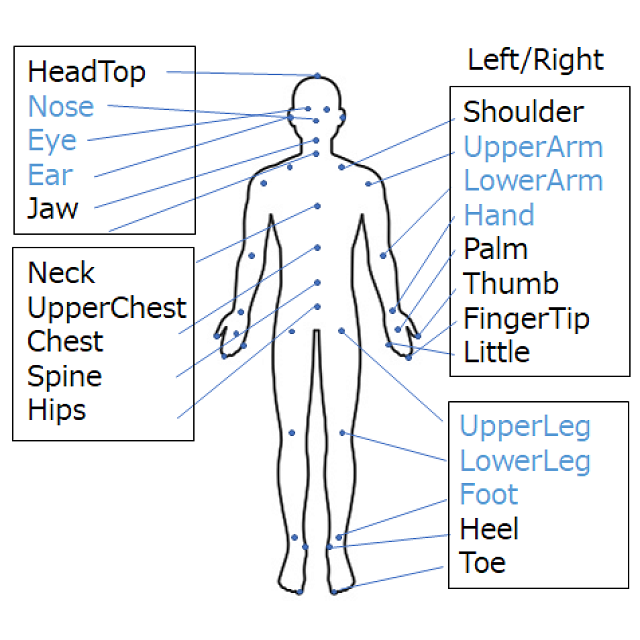 HeadTop
Nose
Eye
Ear
Jaw
Neck
UpperChest
Chest
Spine
Hips
Left/Right
Shoulder
UpperArm
LowerArm
Hand
Palm
Thumb
FingerTip
Little
UpperLeg
LowerLeg
Foot
Heel
Toe